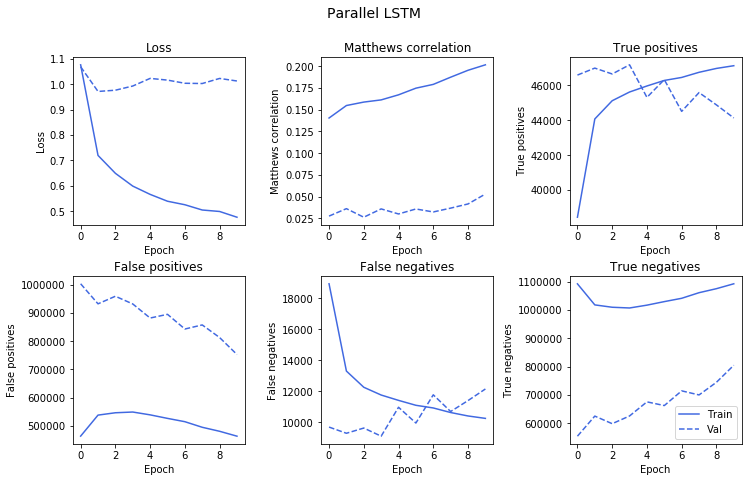 Parallel LSTM
Loss
Matthews correlation
True positives
1.1
1.0
0.9
0.8
0.7
0.6
0.5
Loss
0 2 4 6 8
Epoch
0.200
0.175
0.150
0.125
0.100
0.075
0.050
0.025
Matthews correlation
0 2 4 6 8
Epoch
46000
44000
42000
40000
True positives
0 2 4 6 8
Epoch
False positives
False negatives
True negatives
1000000
900000
800000
700000
600000
500000
False positives
0 2 4 6 8
Epoch
18000
16000
14000
12000
10000
False negatives
0 2 4 6 8
Epoch
1100000
1000000
900000
800000
700000
600000
True negatives
Train
Val
0 2 4 6 8
Epoch